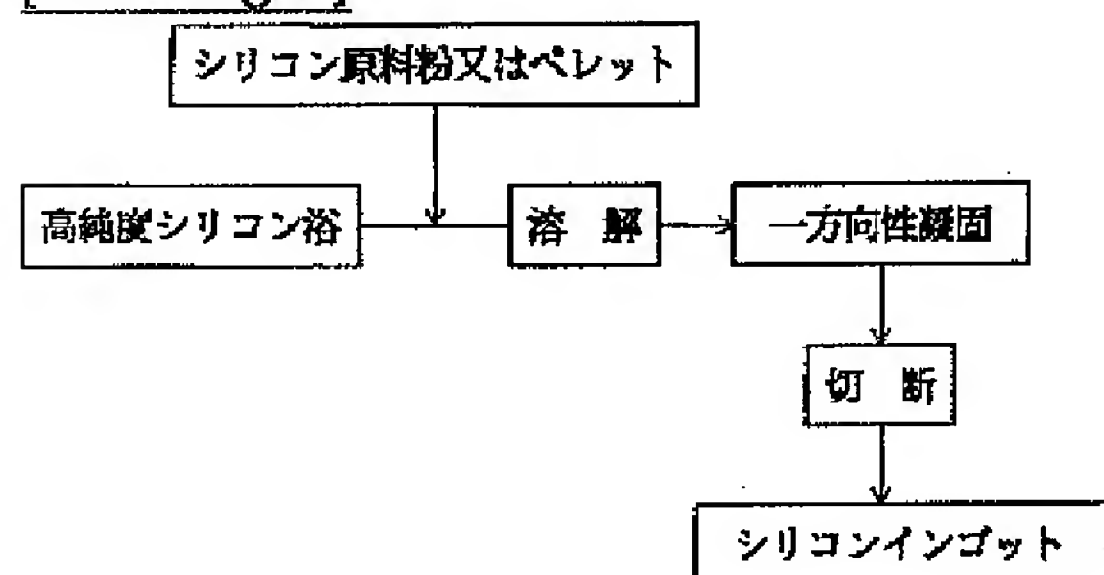 シリコン原料粉又はペレット
高純度シリコン浴
溶 解
一方向性凝固
切 断
シリコンインゴット